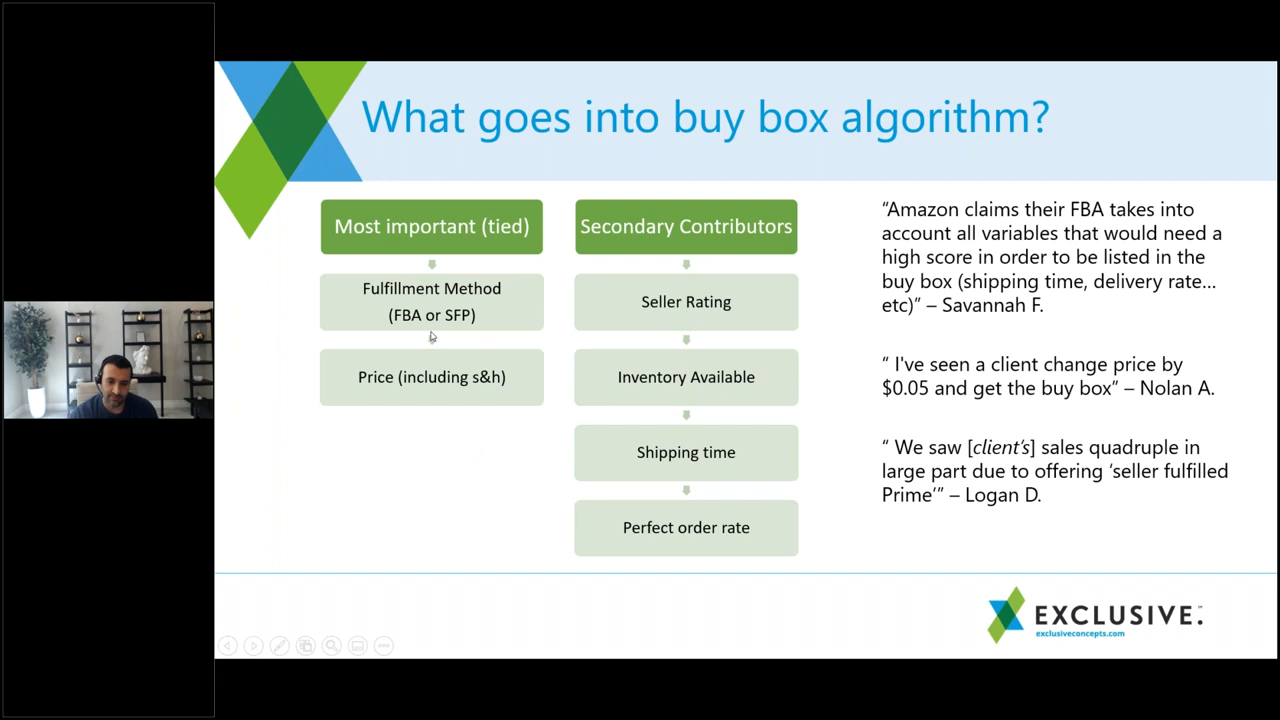 What goes into buy box algorithm?
Most important (tied)
Fulfillment Method
(FBA or SFP)
Price (including s&h)
Secondary Contributors
Seller Rating
Inventory Available
Shipping time
Perfect order rate
“Amazon claims their FBA takes into
account all variables that would need a
high score in order to be listed in the
buy box (shipping time, delivery rate...
etc)” – Savannah F.
“ I've seen a client change price by
$0.05 and get the buy box” – Nolan A.
“ We saw [client’s] sales quadruple in
large part due to offering ‘seller fulfilled
Prime’” – Logan D.
EXCLUSIVE.
exclusiveconcepts.com